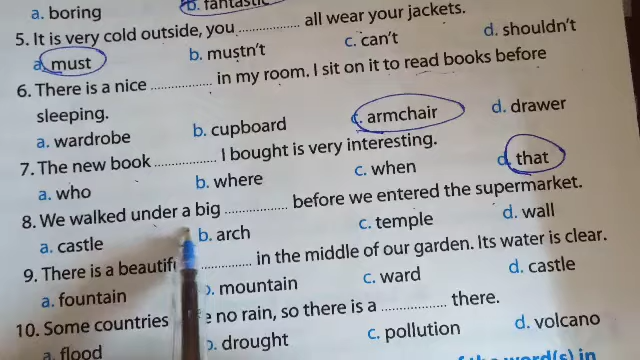 a. boring b. fantastic
5. It is very cold outside, you ............... all wear your jackets.
a. must b. mustn't c. can't d. shouldn't
6. There is a nice ............... in my room. I sit on it to read books before
sleeping.
a. wardrobe b. cupboard c. armchair d. drawer
7. The new book ............... I bought is very interesting.
a. who b. where c. when d. that
8. We walked under a big ............... before we entered the supermarket.
a. castle b. arch c. temple d. wall
9. There is a beautif ............... in the middle of our garden. Its water is clear.
a. fountain b. mountain c. ward d. castle
10. Some countries e no rain, so there is a ............... there.
a. flood b. drought c. pollution d. volcano
the word(s) in